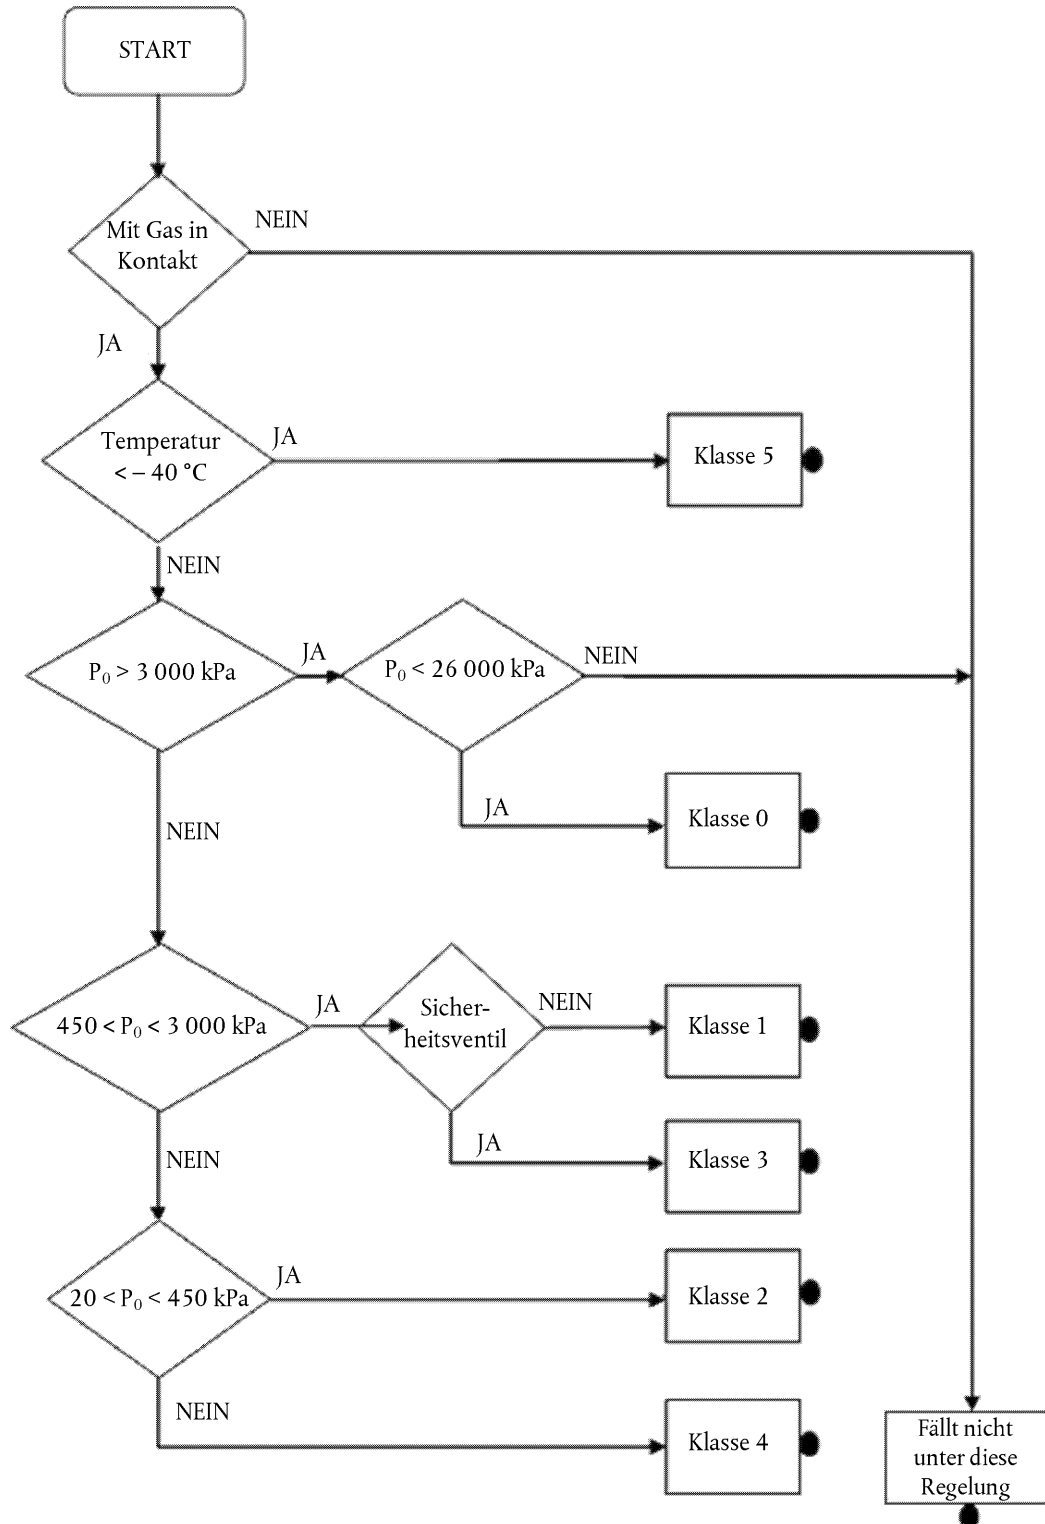 START
Mit Gas in
Kontakt
NEIN
JA
Temperatur
< – 40 °C
JA
Klasse 5
NEIN
P₀ > 3 000 kPa
JA
P₀ < 26 000 kPa
NEIN
JA
Klasse 0
NEIN
450 < P₀ < 3 000 kPa
JA
Sicher-
heitsventil
NEIN
Klasse 1
JA
Klasse 3
NEIN
20 < P₀ < 450 kPa
JA
Klasse 2
NEIN
Klasse 4
Fällt nicht
unter diese
Regelung